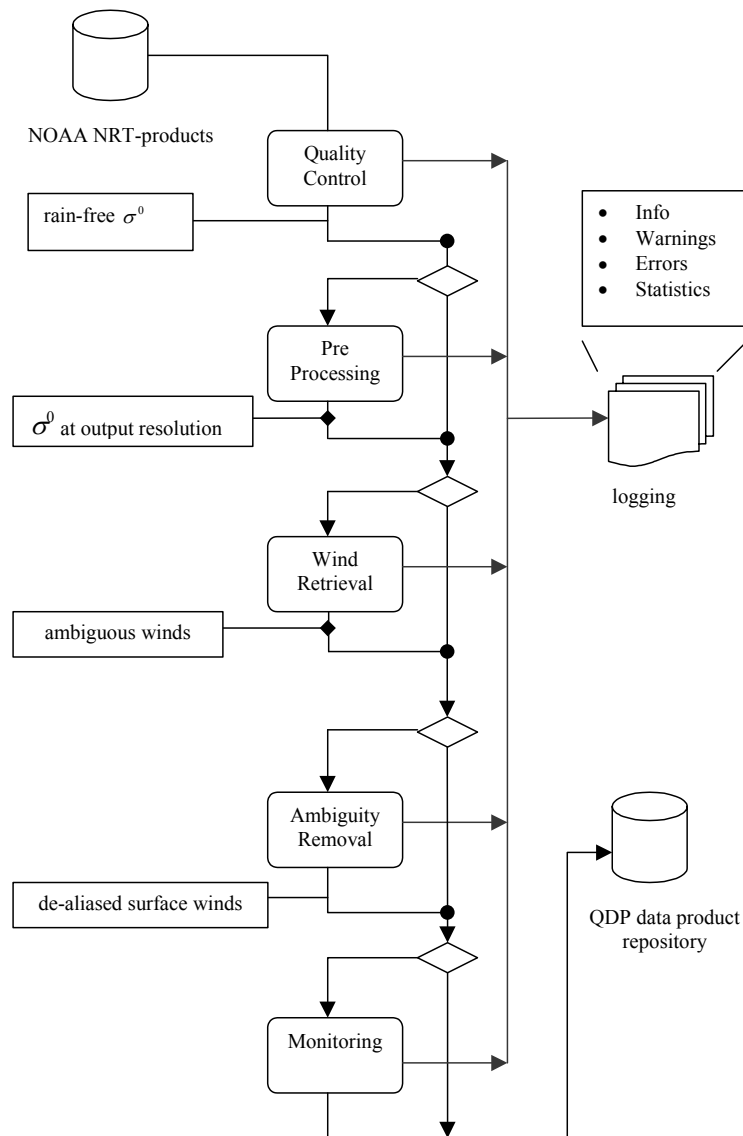 NOAA NRT-products
Quality
Control
rain-free σ⁰
• Info
• Warnings
• Errors
• Statistics
Pre
Processing
σ⁰ at output resolution
logging
Wind
Retrieval
ambiguous winds
Ambiguity
Removal
de-aliased surface winds
QDP data product
repository
Monitoring